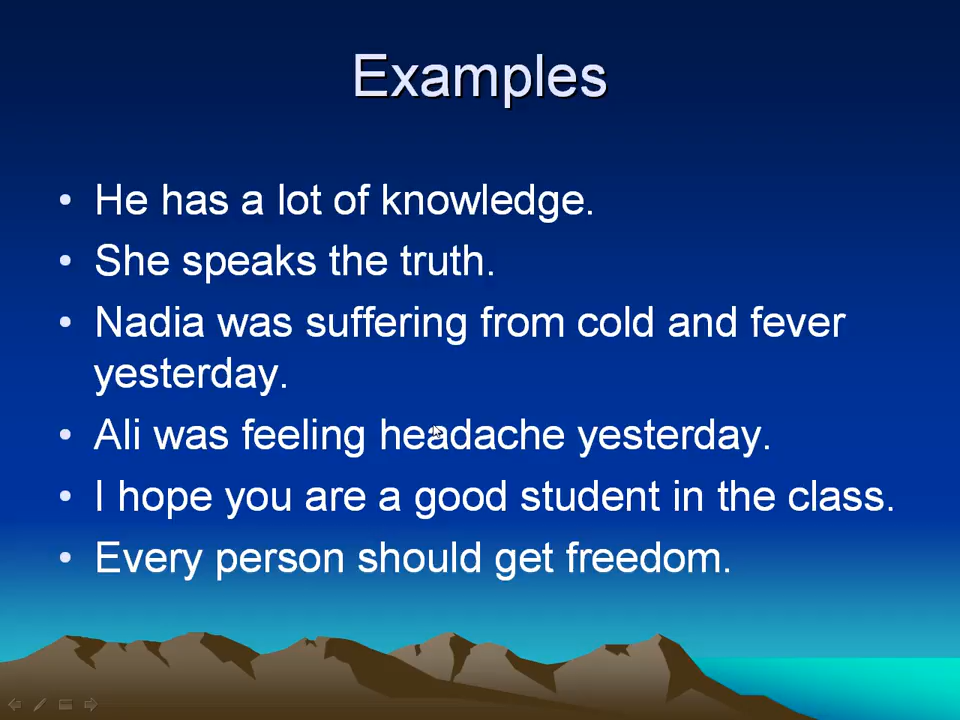 Examples
• He has a lot of knowledge.
• She speaks the truth.
• Nadia was suffering from cold and fever
yesterday.
• Ali was feeling headache yesterday.
• I hope you are a good student in the class.
• Every person should get freedom.